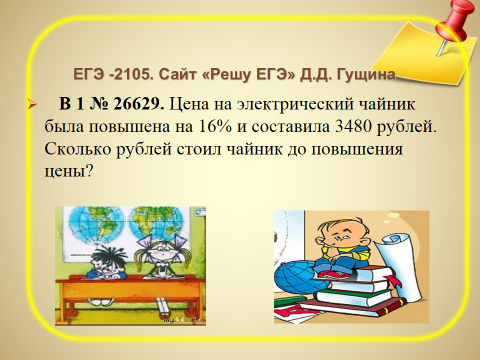 ЕГЭ -2105. Сайт «Решу ЕГЭ» Д.Д. Гущина
В 1 № 26629. Цена на электрический чайник
была повышена на 16% и составила 3480 рублей.
Сколько рублей стоил чайник до повышения
цены?